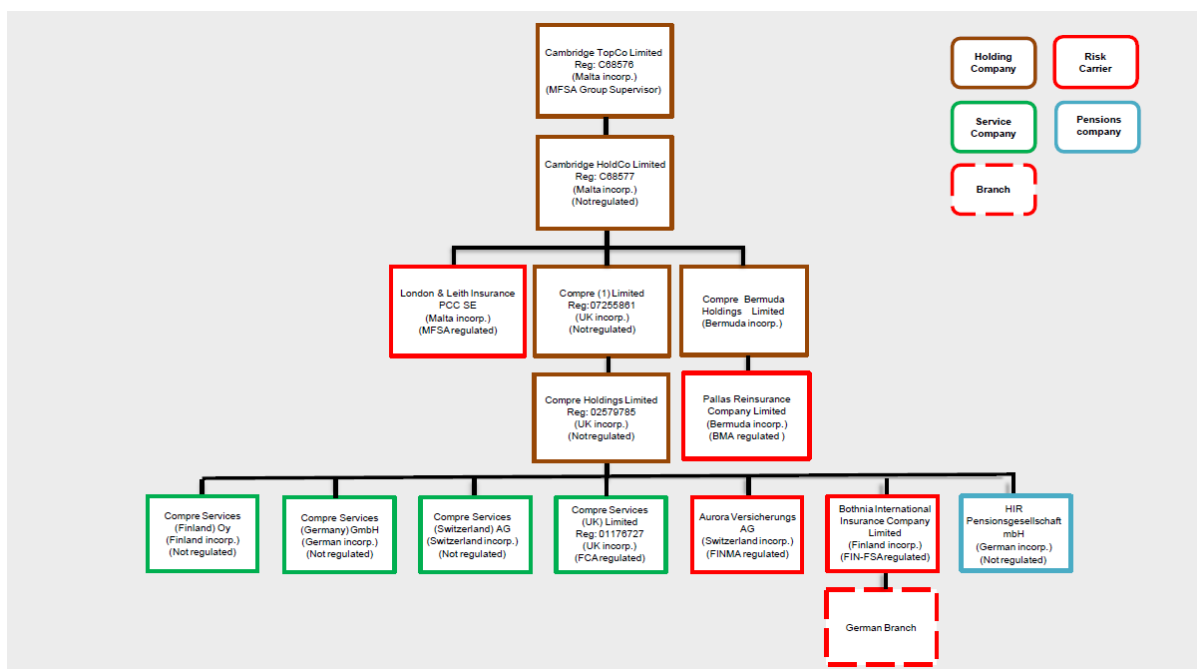 Cambridge TopCo Limited
Reg: C68576
(Malta incorp.)
(MFSA Group Supervisor)
Holding
Company
Risk
Carrier
Service
Company
Pensions
company
Branch
Cambridge HoldCo Limited
Reg: C68577
(Malta incorp.)
(Not regulated)
London & Leith Insurance
PCC SE
(Malta incorp.)
(MFSA regulated)
Compre (1) Limited
Reg: 07255861
(UK incorp.)
(Not regulated)
Compre Bermuda
Holdings Limited
(Bermuda incorp.)
Compre Holdings Limited
Reg: 02579785
(UK incorp.)
(Not regulated)
Pallas Reinsurance
Company Limited
(Bermuda incorp.)
(BMA regulated )
Compre Services
(Finland) Oy
(Finland incorp.)
(Not regulated)
Compre Services
(Germany) GmbH
(German incorp.)
(Not regulated)
Compre Services
(Switzerland) AG
(Switzerland incorp.)
(Not regulated)
Compre Services
(UK) Limited
Reg: 01176727
(UK incorp.)
(FCA regulated)
Aurora Versicherungs
AG
(Switzerland incorp.)
(FINMA regulated)
Bothnia International
Insurance Company
Limited
(Finland incorp.)
(FIN-FSA regulated)
HIR
Pensionsgesellschaft
mbH
(German incorp.)
(Not regulated)
German Branch